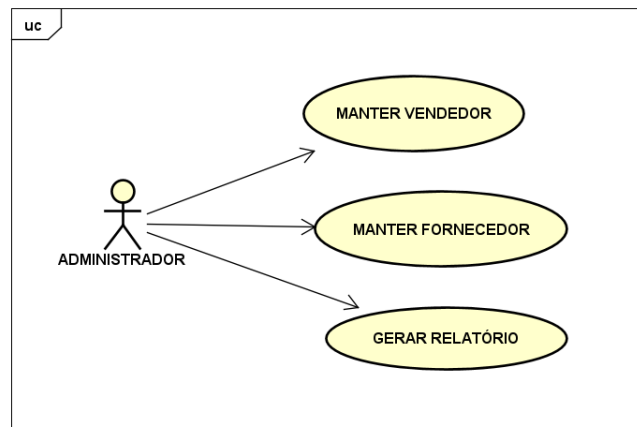 uc
MANTER VENDEDOR
MANTER FORNECEDOR
ADMINISTRADOR
GERAR RELATÓRIO